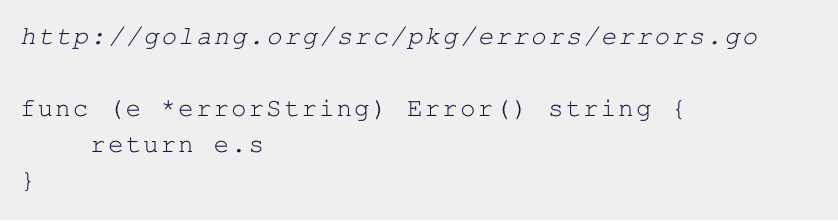 http://golang.org/src/pkg/errors/errors.go
func (e *errorString) Error() string {
    return e.s
}